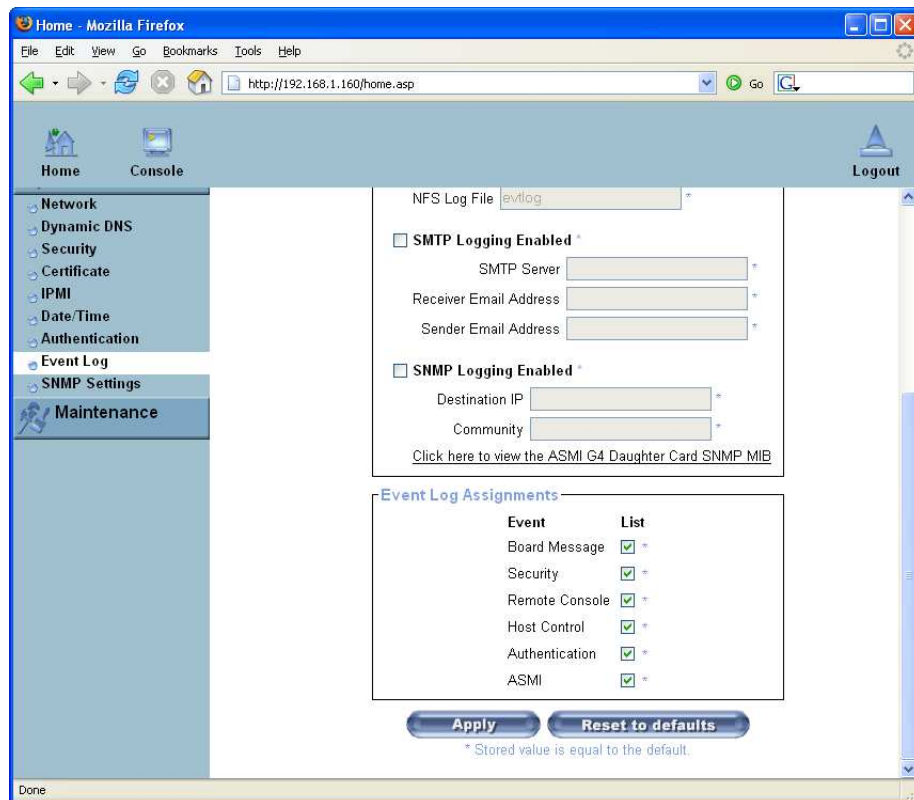 Home - Mozilla Firefox
File Edit View Go Bookmarks Tools Help
http://192.168.1.160/home.asp Go G
Home Console Logout
Network
Dynamic DNS
Security
Certificate
IPMI
Date/Time
Authentication
Event Log
SNMP Settings
Maintenance
NFS Log File evtlog *
SMTP Logging Enabled *
SMTP Server *
Receiver Email Address *
Sender Email Address *
SNMP Logging Enabled *
Destination IP *
Community *
Click here to view the ASMI G4 Daughter Card SNMP MIB
Event Log Assignments
Event List
Board Message *
Security *
Remote Console *
Host Control *
Authentication *
ASMI *
Apply Reset to defaults
* Stored value is equal to the default.
Done